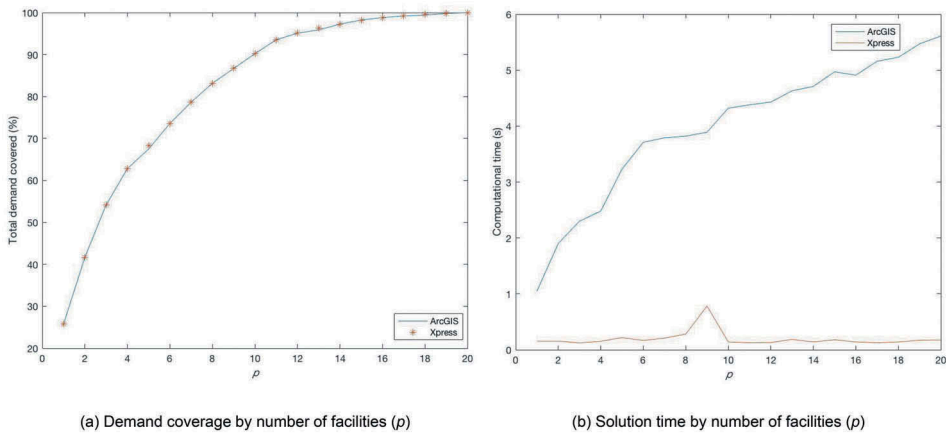 100
90
80
70
60
50
40
30
20
Total demand covered (%)
0 2 4 6 8 10 12 14 16 18 20
p
ArcGIS
Xpress
(a) Demand coverage by number of facilities (p)
6
5
4
3
2
1
0
Computational time (s)
0 2 4 6 8 10 12 14 16 18 20
p
ArcGIS
Xpress
(b) Solution time by number of facilities (p)